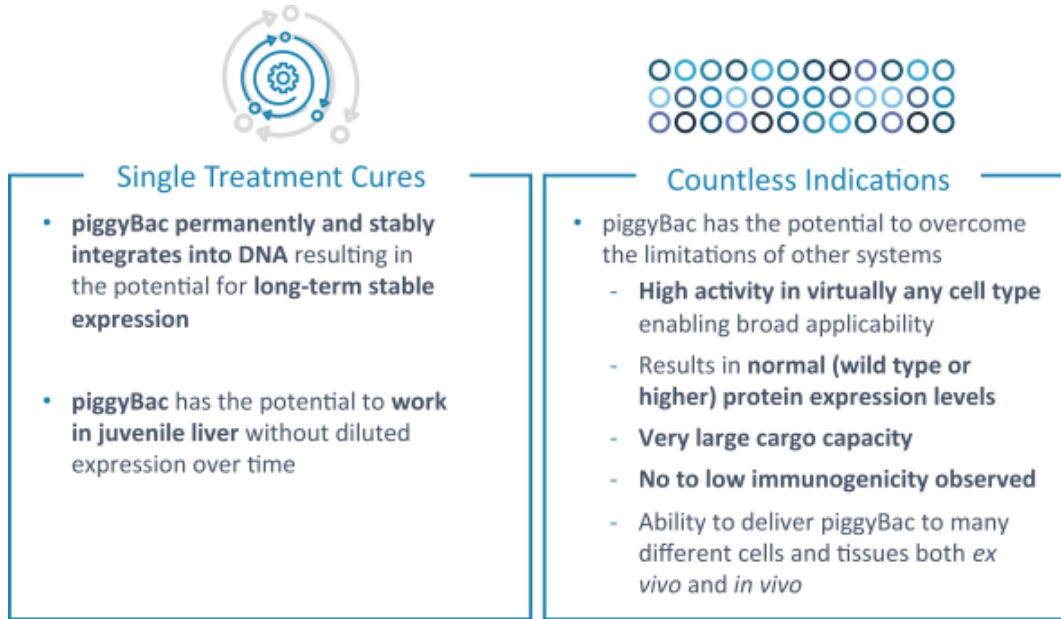 Single Treatment Cures
• piggyBac permanently and stably
integrates into DNA resulting in
the potential for long-term stable
expression
• piggyBac has the potential to work
in juvenile liver without diluted
expression over time
Countless Indications
• piggyBac has the potential to overcome
the limitations of other systems
- High activity in virtually any cell type
enabling broad applicability
- Results in normal (wild type or
higher) protein expression levels
- Very large cargo capacity
- No to low immunogenicity observed
- Ability to deliver piggyBac to many
different cells and tissues both ex
vivo and in vivo